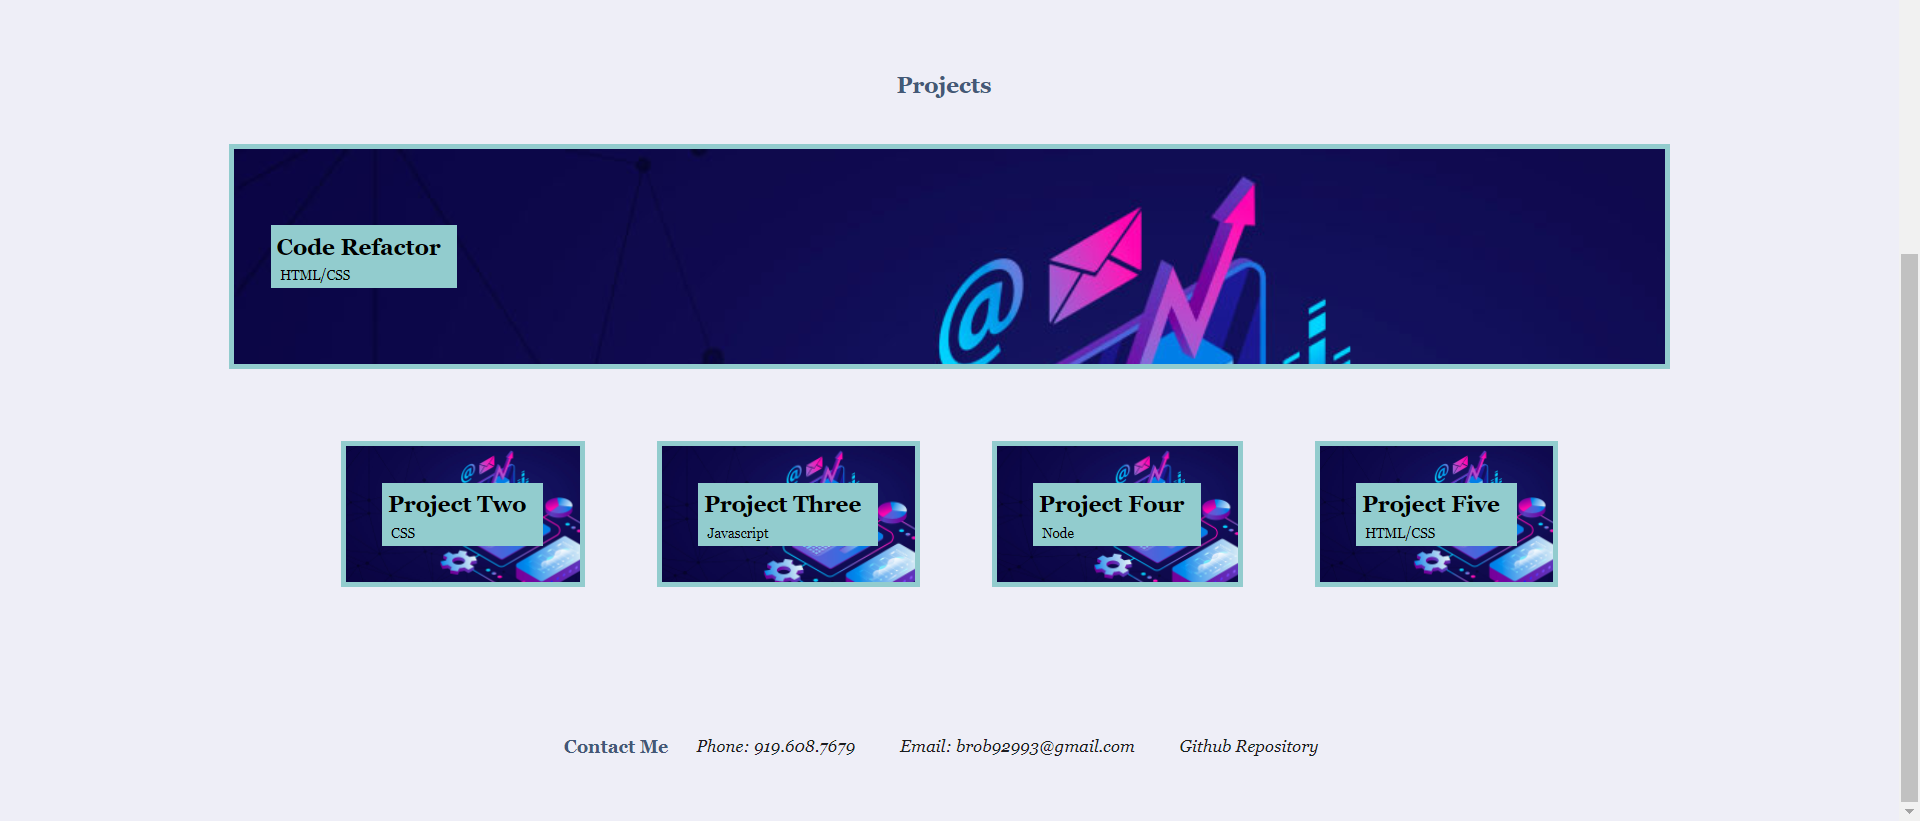 Projects
Code Refactor
HTML/CSS
Project Two
CSS
Project Three
Javascript
Project Four
Node
Project Five
HTML/CSS
Contact Me Phone: 919.608.7679 Email: brob92993@gmail.com Github Repository